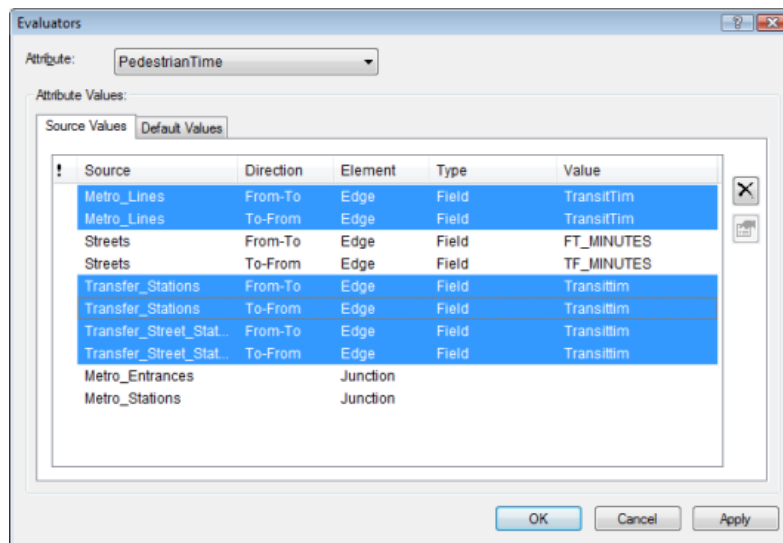 Evaluators
Attribute: PedestrianTime
Attribute Values:
Source Values Default Values
! Source Direction Element Type Value
Metro_Lines From-To Edge Field TransitTim
Metro_Lines To-From Edge Field TransitTim
Streets From-To Edge Field FT_MINUTES
Streets To-From Edge Field TF_MINUTES
Transfer_Stations From-To Edge Field Transittim
Transfer_Stations To-From Edge Field Transittim
Transfer_Street_Stat... From-To Edge Field Transittim
Transfer_Street_Stat... To-From Edge Field Transittim
Metro_Entrances Junction
Metro_Stations Junction
OK Cancel Apply